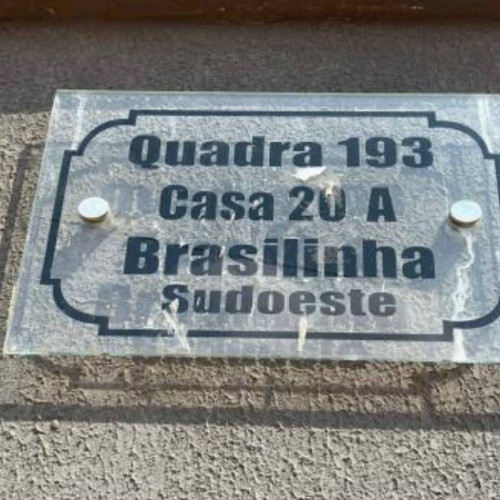 Quadra 193
Casa 20 A
Brasilinha
Sudoeste